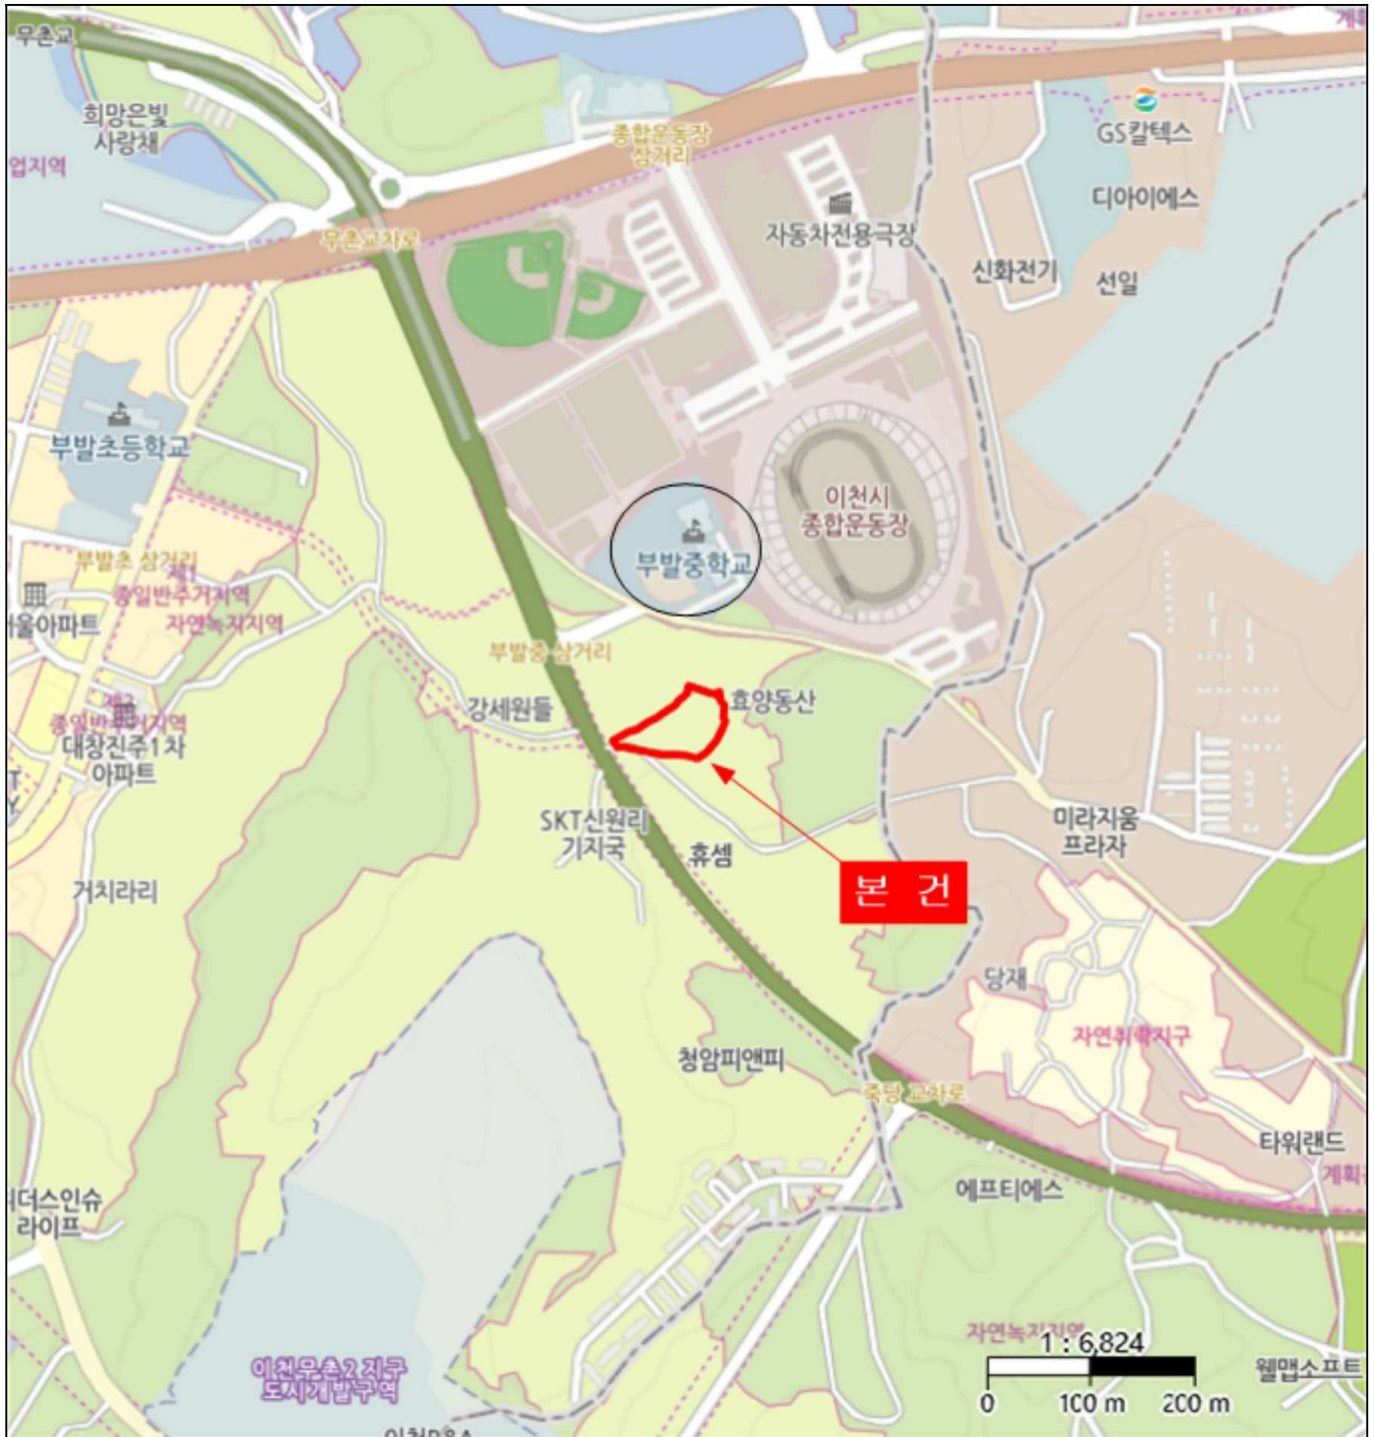 무촌교
희망은빛
사랑채
업지역
종합운동장
삼거리
GS칼텍스
디아이에스
무촌교차로
자동차전용극장
신화전기
선일
부발초등학교
이천시
종합운동장
부발중학교
부발초 삼거리
종일반주거지역
자연녹지지역
부발중 삼거리
강세원들
효양동산
제2
종일반주거지역
대창진주1차
아파트
SKT신원리
기지국
휴셈
미라지움
프라자
본 건
거치라리
당재
자연취락지구
청암피앤피
죽당 교차로
타워랜드
에프티에스
더스인슈
라이프
자연녹지지역
1 : 6,824
0 100 m 200 m
웰맵소프트
이천무촌2지구
도시개발구역